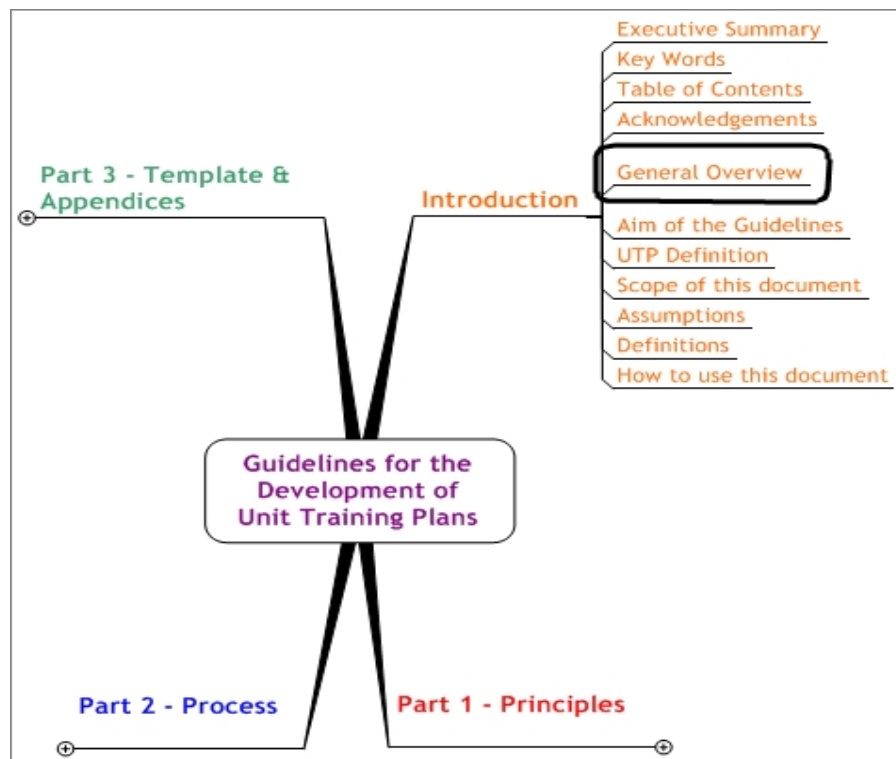 Executive Summary
Key Words
Table of Contents
Acknowledgements
General Overview
Introduction
Aim of the Guidelines
UTP Definition
Scope of this document
Assumptions
Definitions
How to use this document
Part 3 - Template &
Appendices
Guidelines for the
Development of
Unit Training Plans
Part 2 - Process
Part 1 - Principles